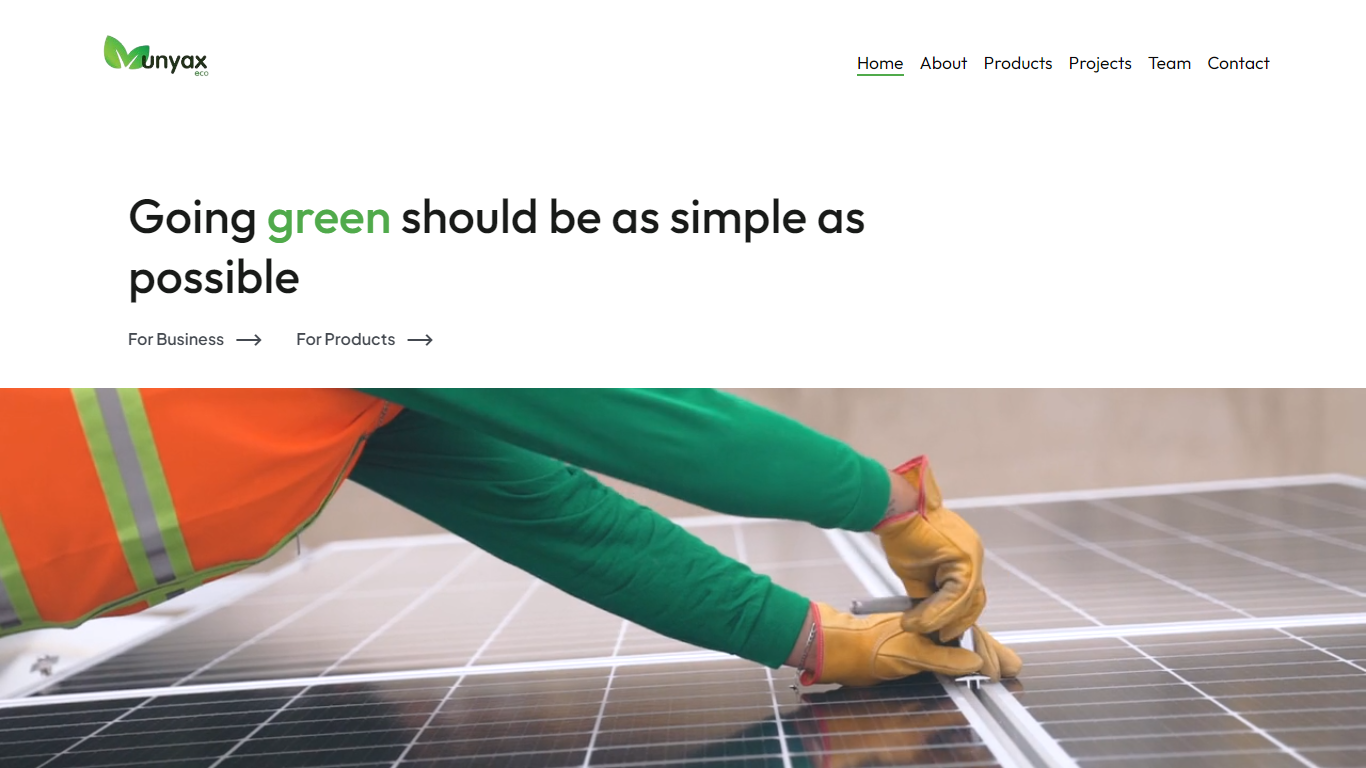 Munyax
eco
Home About Products Projects Team Contact
Going green should be as simple as
possible
For Business For Products